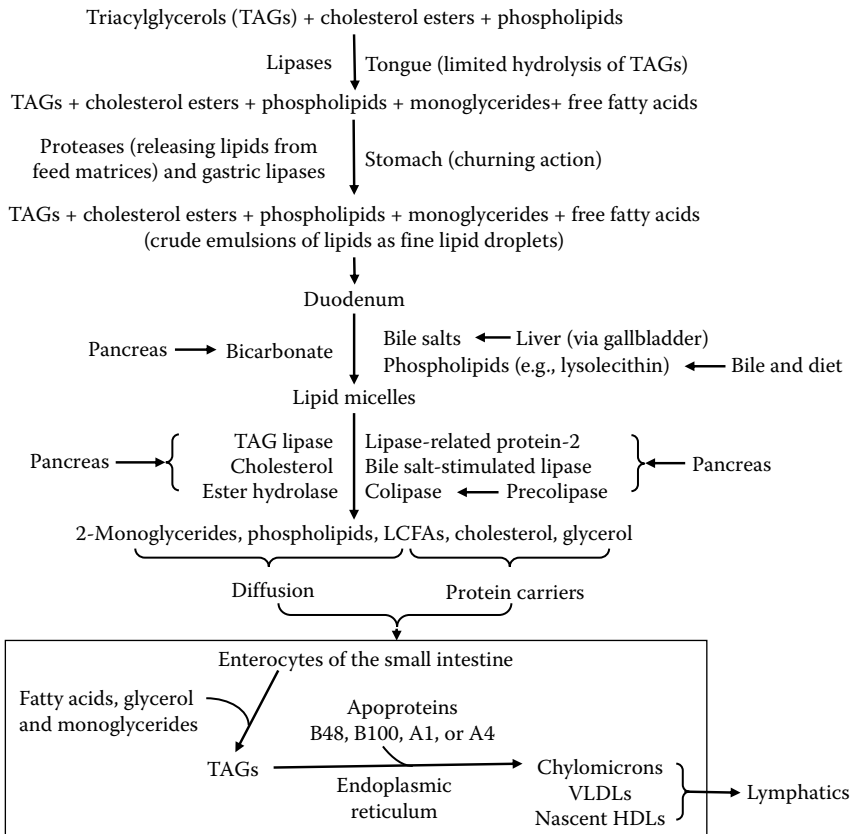 Triacylglycerols (TAGs) + cholesterol esters + phospholipids
Lipases
Tongue (limited hydrolysis of TAGs)
TAGs + cholesterol esters + phospholipids + monoglycerides+ free fatty acids
Proteases (releasing lipids from
feed matrices) and gastric lipases
Stomach (churning action)
TAGs + cholesterol esters + phospholipids + monoglycerides + free fatty acids
(crude emulsions of lipids as fine lipid droplets)
Duodenum
Pancreas
Bicarbonate
Bile salts
Liver (via gallbladder)
Phospholipids (e.g., lysolecithin)
Bile and diet
Lipid micelles
Pancreas
TAG lipase
Cholesterol
Ester hydrolase
Lipase-related protein-2
Bile salt-stimulated lipase
Colipase
Precolipase
Pancreas
2-Monoglycerides, phospholipids, LCFAs, cholesterol, glycerol
Diffusion
Protein carriers
Enterocytes of the small intestine
Fatty acids, glycerol
and monoglycerides
Apoproteins
B48, B100, A1, or A4
TAGs
Endoplasmic
reticulum
Chylomicrons
VLDLs
Nascent HDLs
Lymphatics